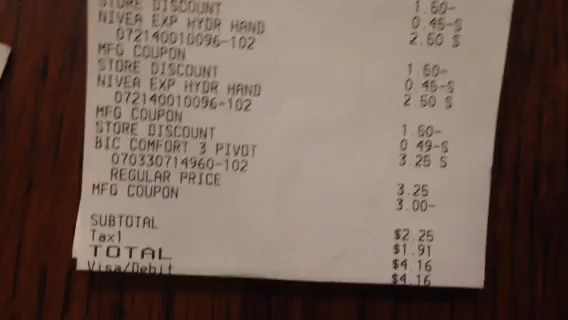 STORE DISCOUNT 1.50-
NIVEA EXP HYDR HAND 0.45-S
072140010096-102 2.50 S
MFG COUPON
STORE DISCOUNT 1.50-
NIVEA EXP HYDR HAND 0.45-S
072140010096-102 2.50 S
MFG COUPON
STORE DISCOUNT 1.50-
BIC COMFORT 3 PIVOT 0.49-S
070330714960-102 3.25 S
REGULAR PRICE
MFG COUPON 3.25
3.00-
SUBTOTAL
Tax1 $2.25
TOTAL $1.91
Visa/Debit $4.16
$4.16